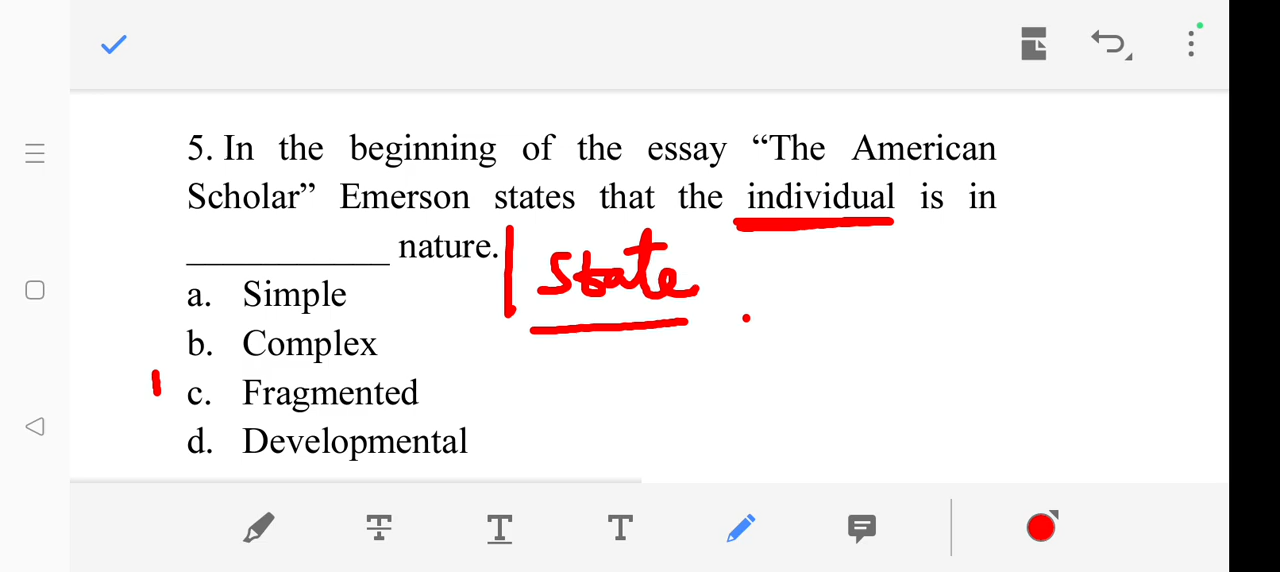 5. In the beginning of the essay “The American
Scholar” Emerson states that the individual is in
___________ nature. | state
a. Simple
b. Complex
c. Fragmented
d. Developmental
T
T
T